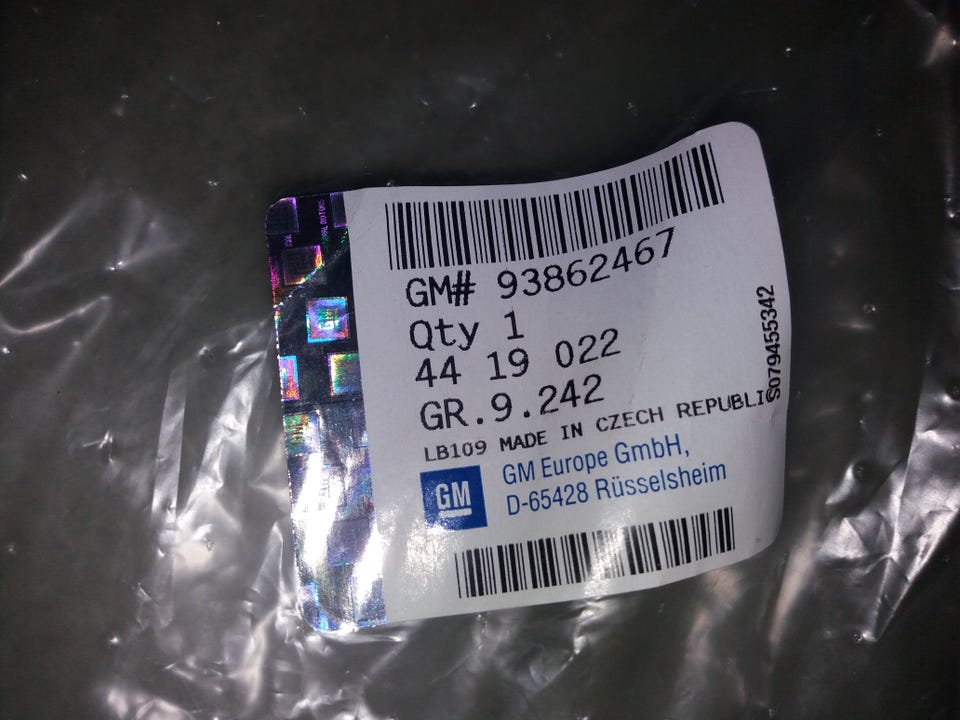 GM# 93862467
Qty 1
44 19 022
GR.9.242
LB109 MADE IN CZECH REPUBLIC
GM
GM Europe GmbH,
D-65428 Rüsselsheim
S079455342
GM